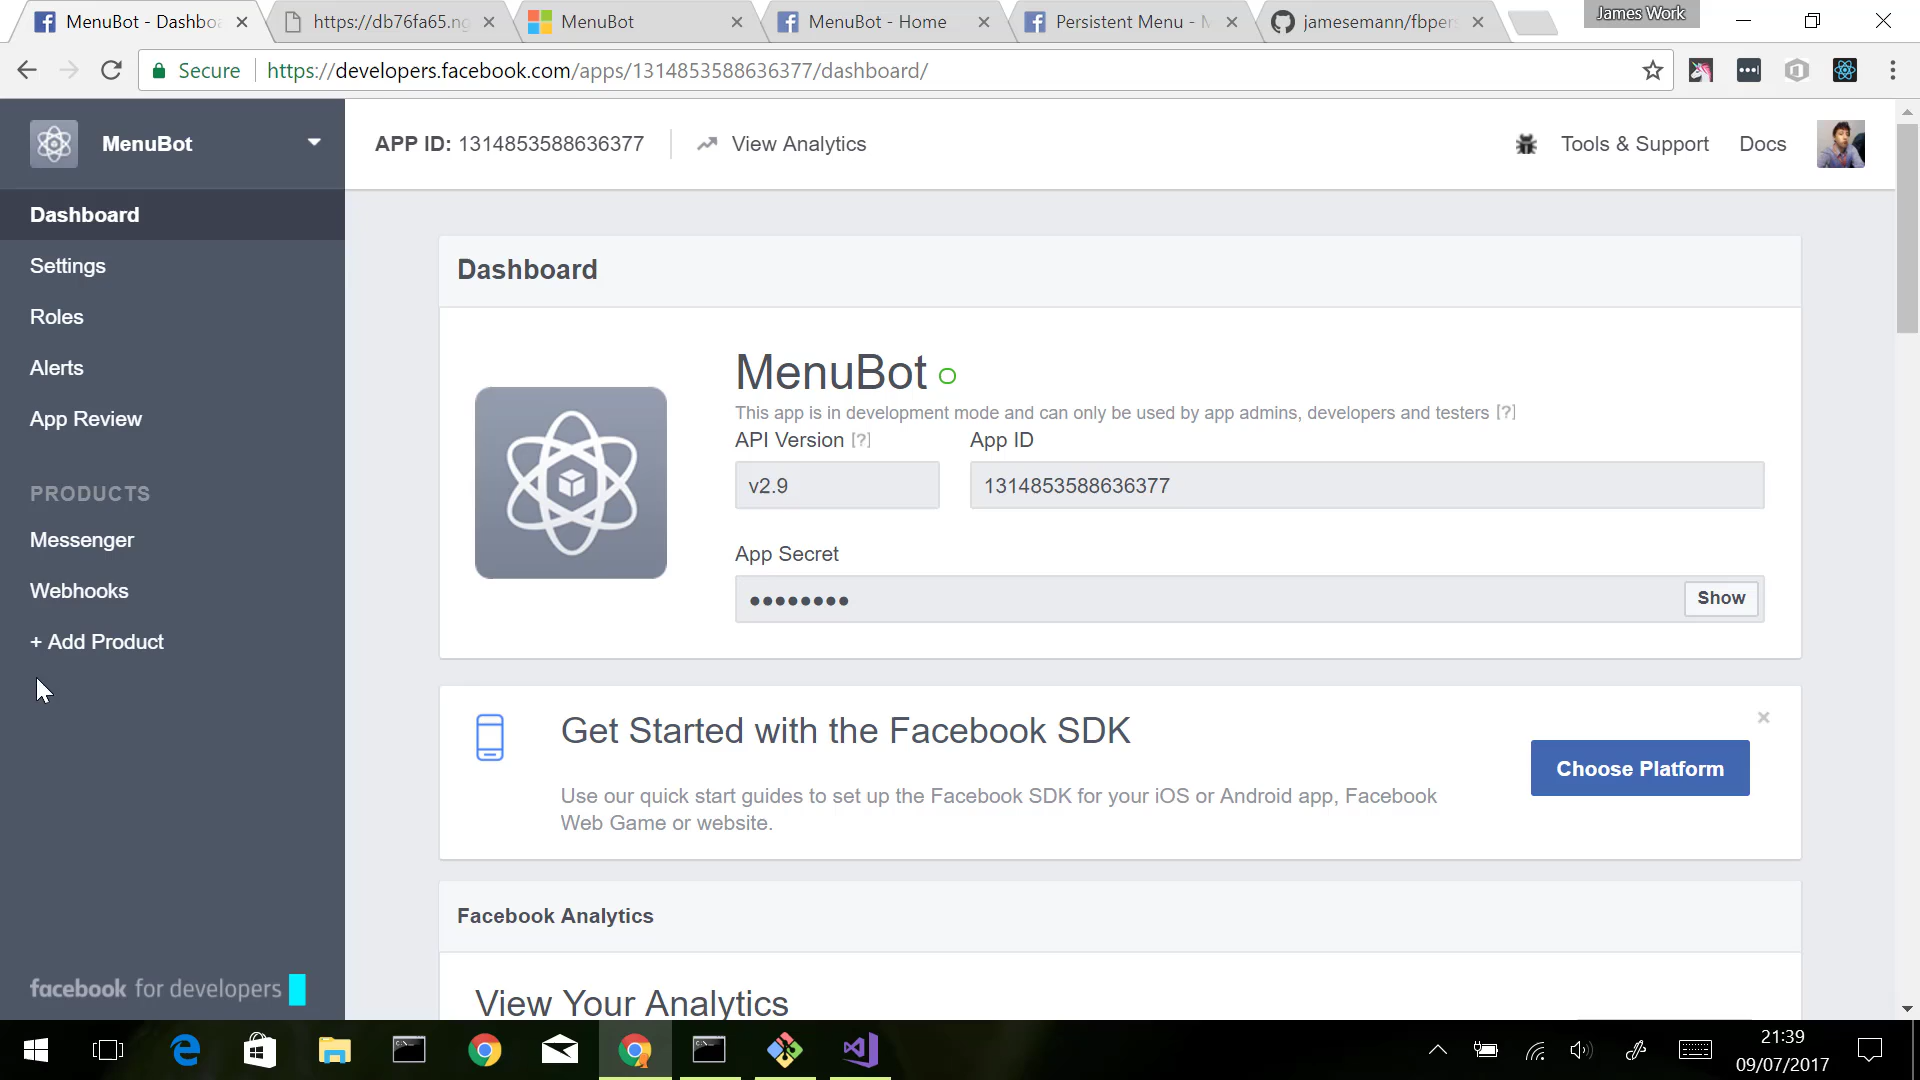 MenuBot - Dashbo
https://db76fa65.ng
MenuBot
MenuBot - Home
Persistent Menu - M
jamesemann/fbpers
James Work
Secure
https://developers.facebook.com/apps/1314853588636377/dashboard/
MenuBot
APP ID: 1314853588636377
View Analytics
Tools & Support
Docs
Dashboard
Settings
Roles
Alerts
App Review
PRODUCTS
Messenger
Webhooks
+ Add Product
facebook for developers
Dashboard
MenuBot
This app is in development mode and can only be used by app admins, developers and testers [?]
API Version [?]
App ID
v2.9
1314853588636377
App Secret
Show
Get Started with the Facebook SDK
Use our quick start guides to set up the Facebook SDK for your iOS or Android app, Facebook
Web Game or website.
Choose Platform
Facebook Analytics
View Your Analytics
21:39
09/07/2017